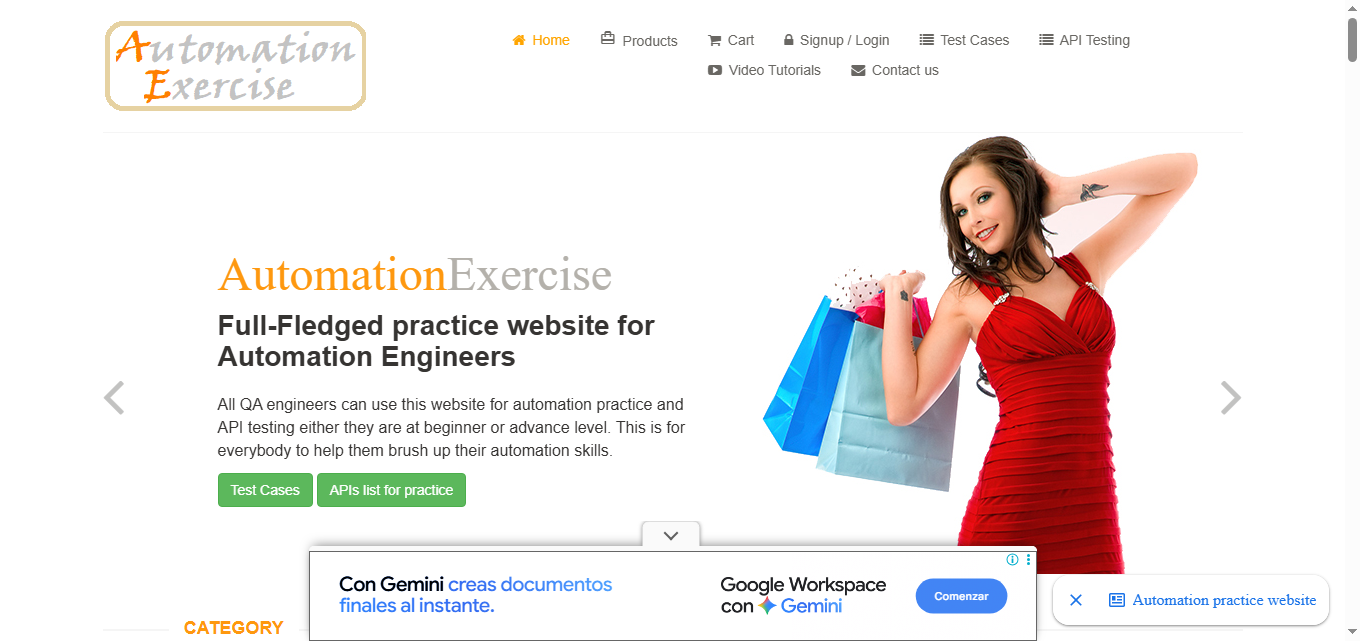 Automation
Exercise
Home
Products
Cart
Signup / Login
Test Cases
API Testing
Video Tutorials
Contact us
AutomationExercise
Full-Fledged practice website for
Automation Engineers
All QA engineers can use this website for automation practice and
API testing either they are at beginner or advance level. This is for
everybody to help them brush up their automation skills.
Test Cases
APIs list for practice
Con Gemini creas documentos
finales al instante.
Google Workspace
con Gemini
Comenzar
Automation practice website
CATEGORY